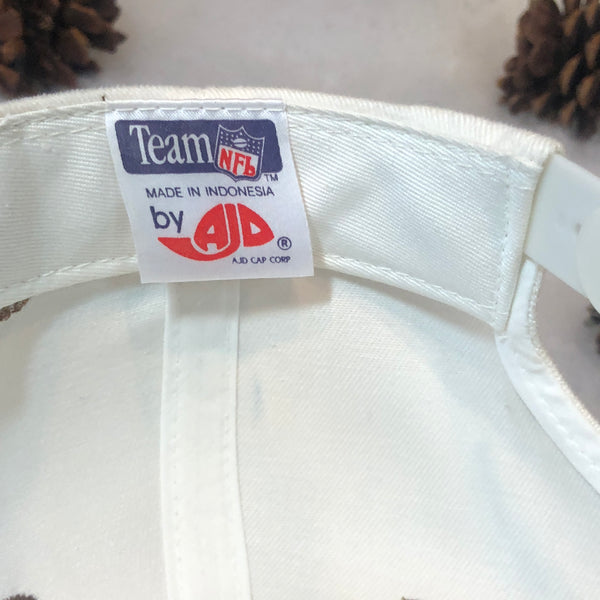 Team NFL ™
MADE IN INDONESIA
by AJD ®
AJD CAP CORP